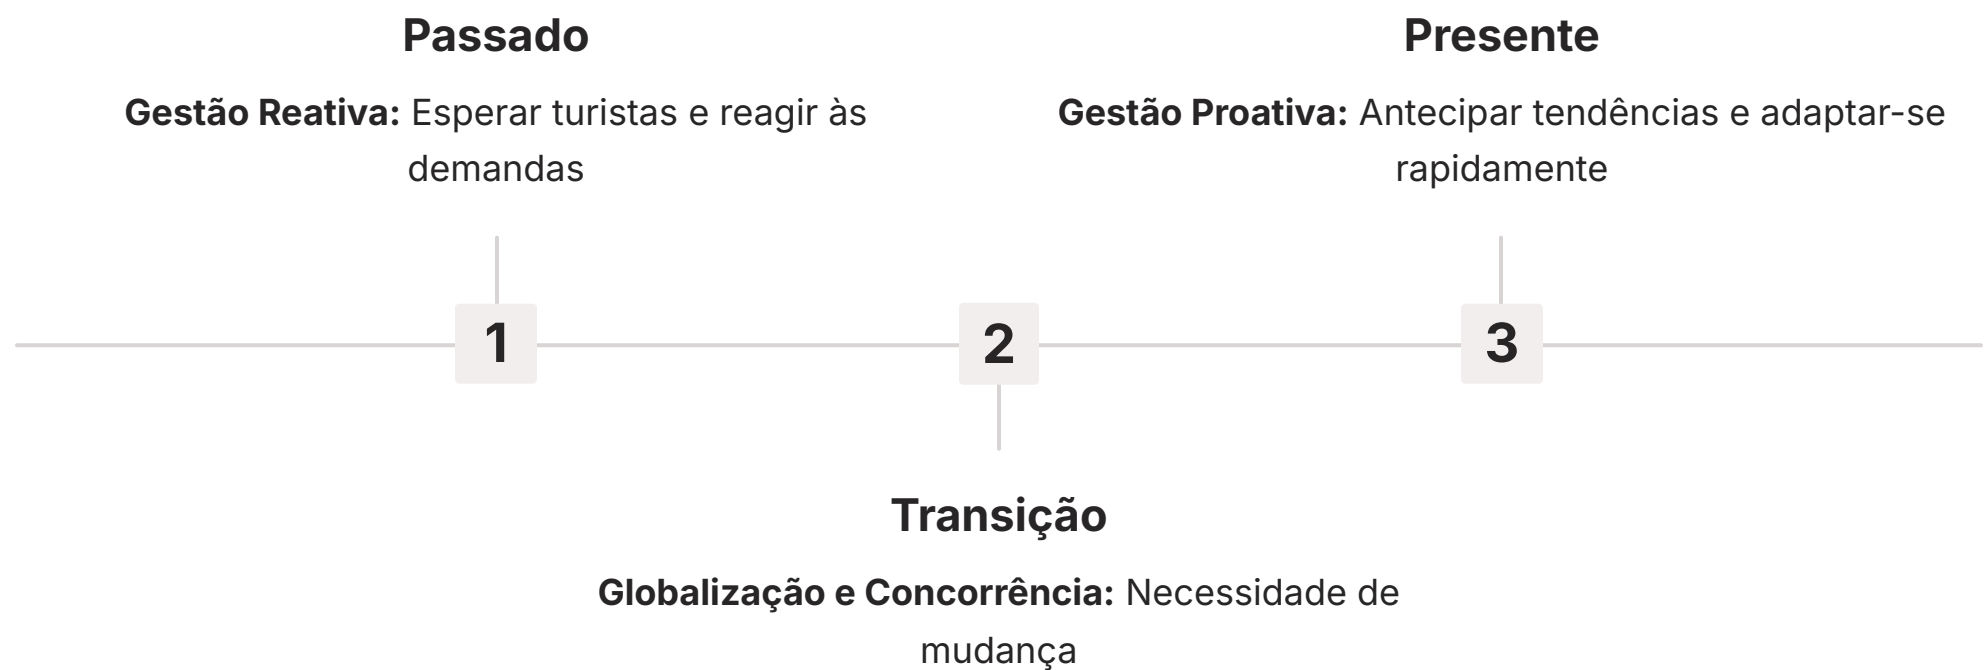 Passado
Gestão Reativa: Esperar turistas e reagir às
demandas
Presente
Gestão Proativa: Antecipar tendências e adaptar-se
rapidamente
1
2
3
Transição
Globalização e Concorrência: Necessidade de
mudança